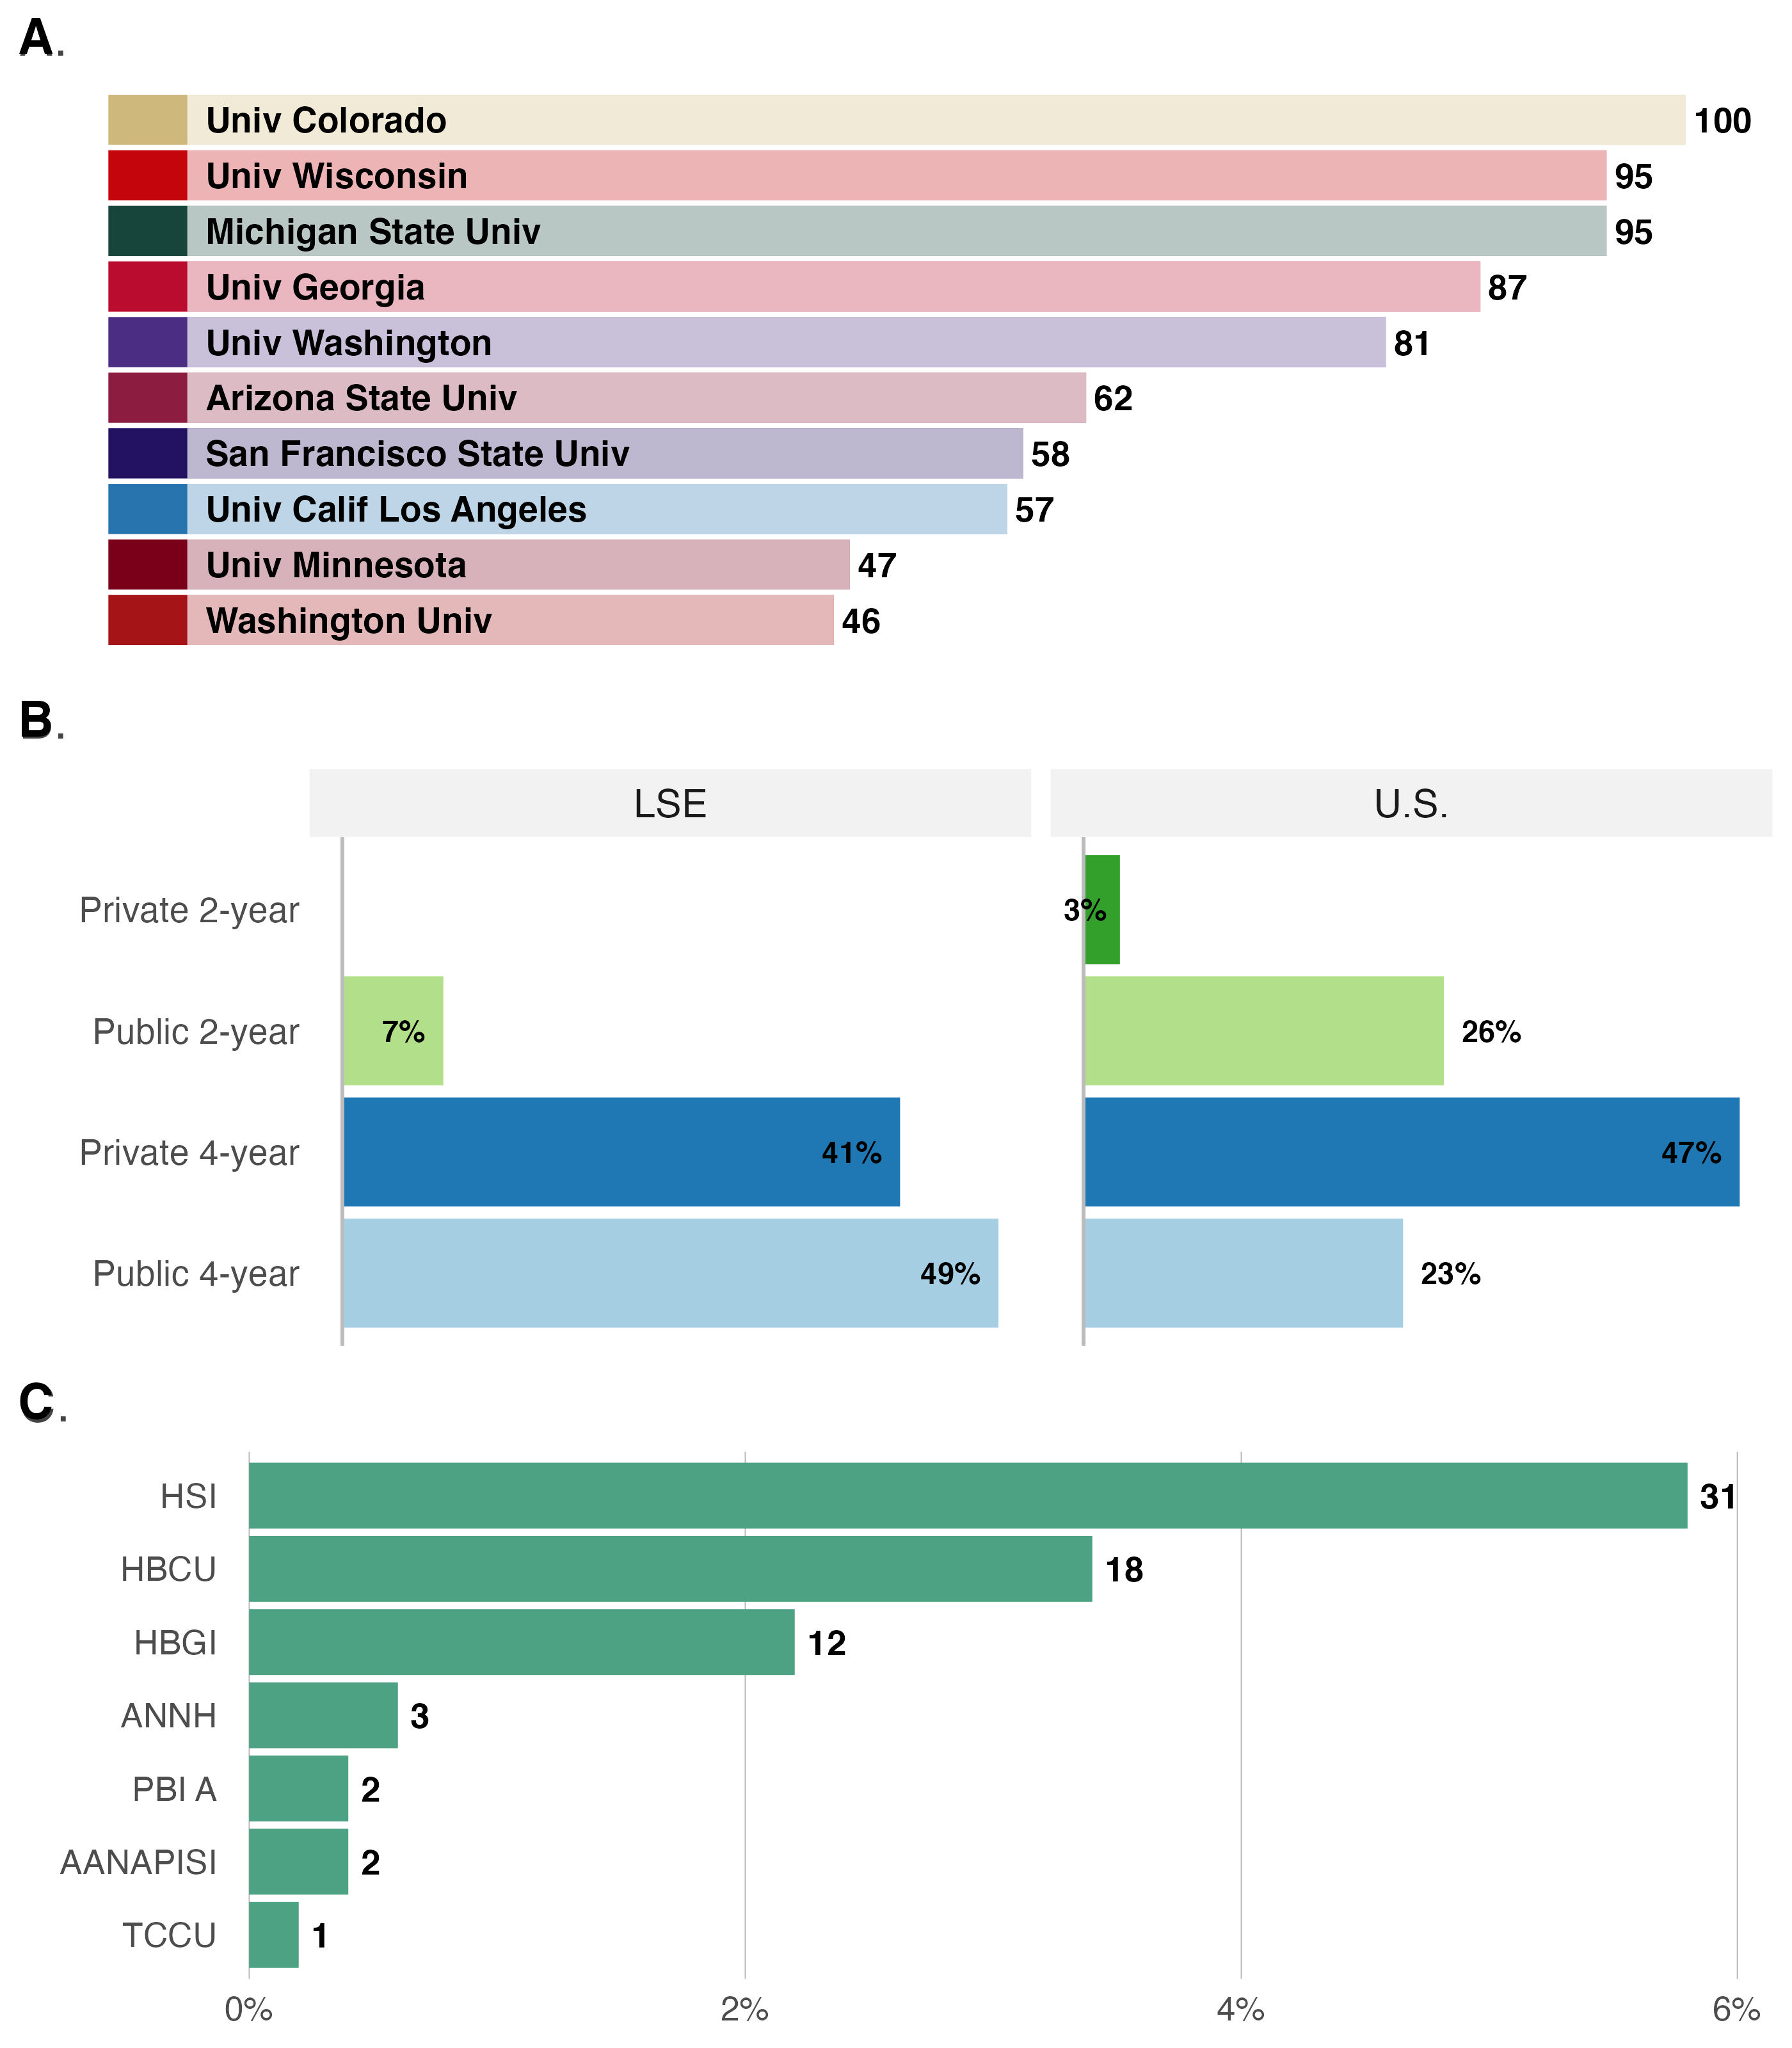 A.
Univ Colorado 100
Univ Wisconsin 95
Michigan State Univ 95
Univ Georgia 87
Univ Washington 81
Arizona State Univ 62
San Francisco State Univ 58
Univ Calif Los Angeles 57
Univ Minnesota 47
Washington Univ 46
B.
LSE U.S.
Private 2-year 3%
Public 2-year 7% 26%
Private 4-year 41% 47%
Public 4-year 49% 23%
C.
HSI 31
HBCU 18
HBGI 12
ANNH 3
PBI A 2
AANAPISI 2
TCCU 1
0% 2% 4% 6%